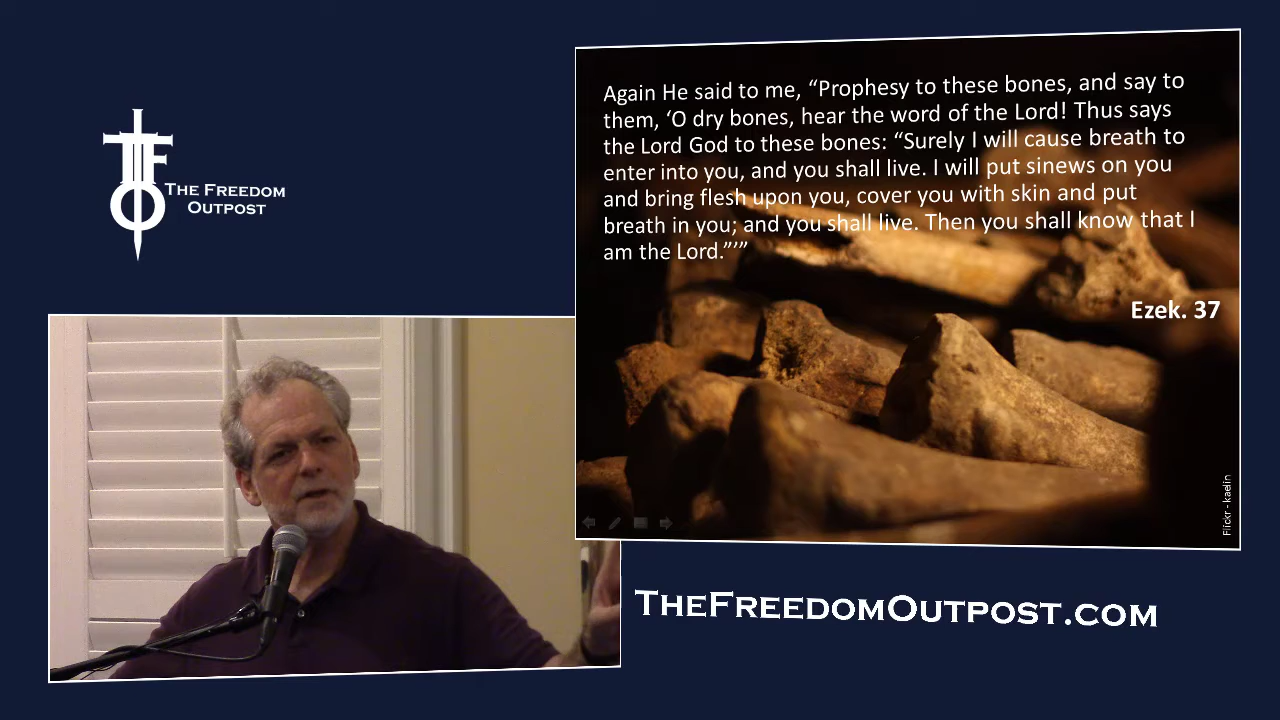 THE FREEDOM
OUTPOST
Again He said to me, “Prophesy to these bones, and say to
them, ‘O dry bones, hear the word of the Lord! Thus says
the Lord God to these bones: “Surely I will cause breath to
enter into you, and you shall live. I will put sinews on you
and bring flesh upon you, cover you with skin and put
breath in you; and you shall live. Then you shall know that I
am the Lord.”’”
Ezek. 37
Flickr - kaelin
THEFREEDOMOUTPOST.COM